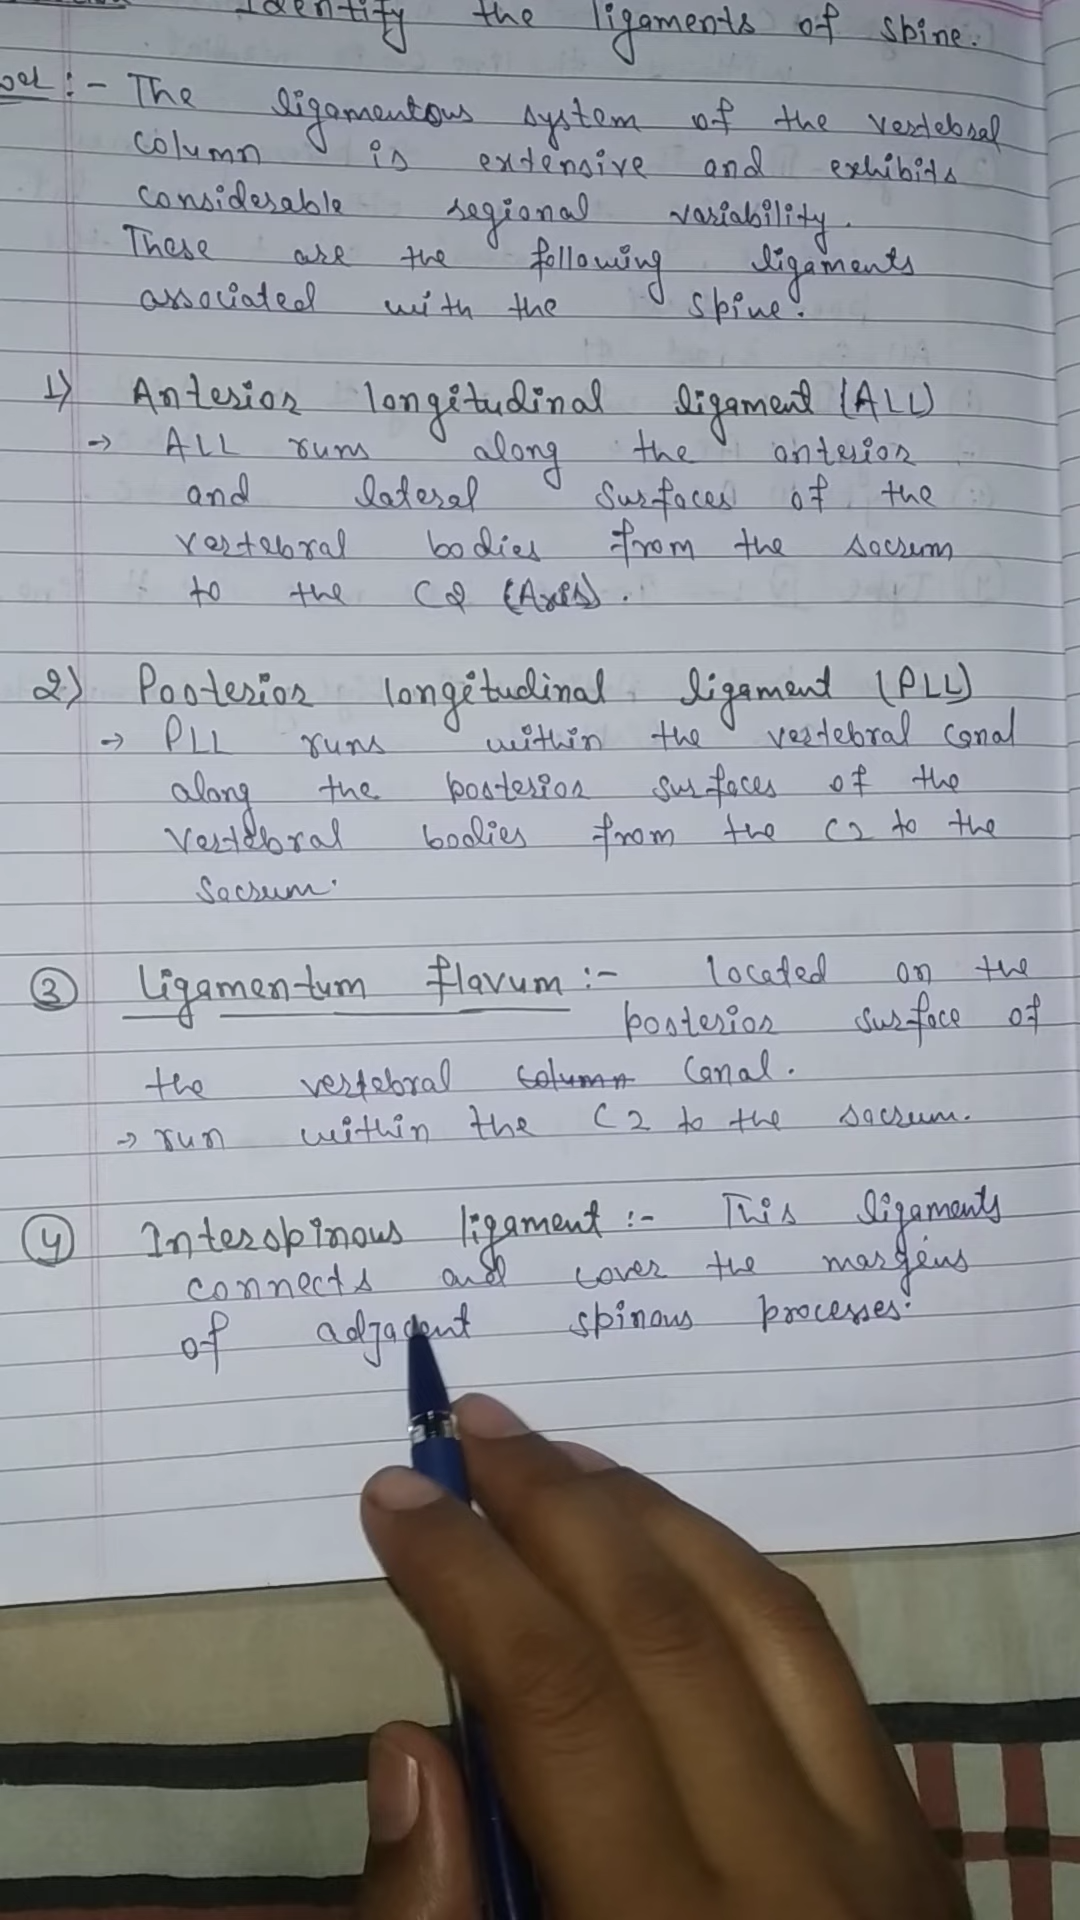 Identify the ligaments of spine.
:- The ligamentous system of the vertebral
column is extensive and exhibits
considerable regional variability.
These are the following ligaments
associated with the spine.
1) Anterior longitudinal ligament (ALL)
→ ALL runs along the anterior
and lateral surfaces of the
vertebral bodies from the sacrum
to the C2 (Axis).
2) Posterior longitudinal ligament (PLL)
→ PLL runs within the vertebral canal
along the posterior surfaces of the
vertebral bodies from the C2 to the
sacrum.
③ Ligamentum flavum :- located on the
posterior surface of
the vertebral column canal.
→ run within the C2 to the sacrum.
④ Interspinous ligament :- This ligaments
connects and cover the margins
of adjacent spinous processes.